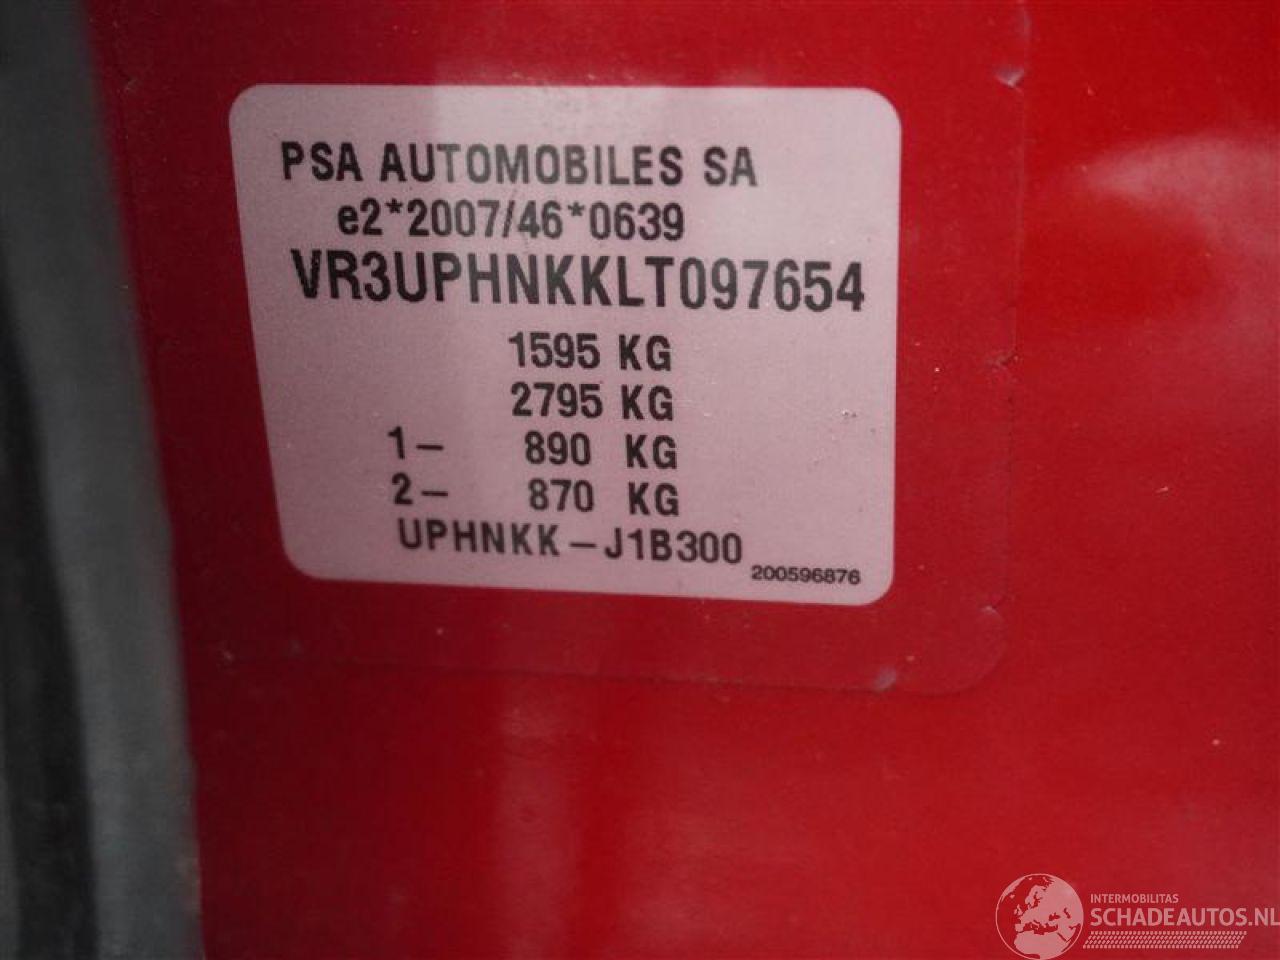 PSA AUTOMOBILES SA
e2*2007/46*0639
VR3UPHNKKLT097654
1595 KG
2795 KG
1- 890 KG
2- 870 KG
UPHNKK-J1B300
200596876
INTERMOBILITAS
SCHADEAUTOS.NL